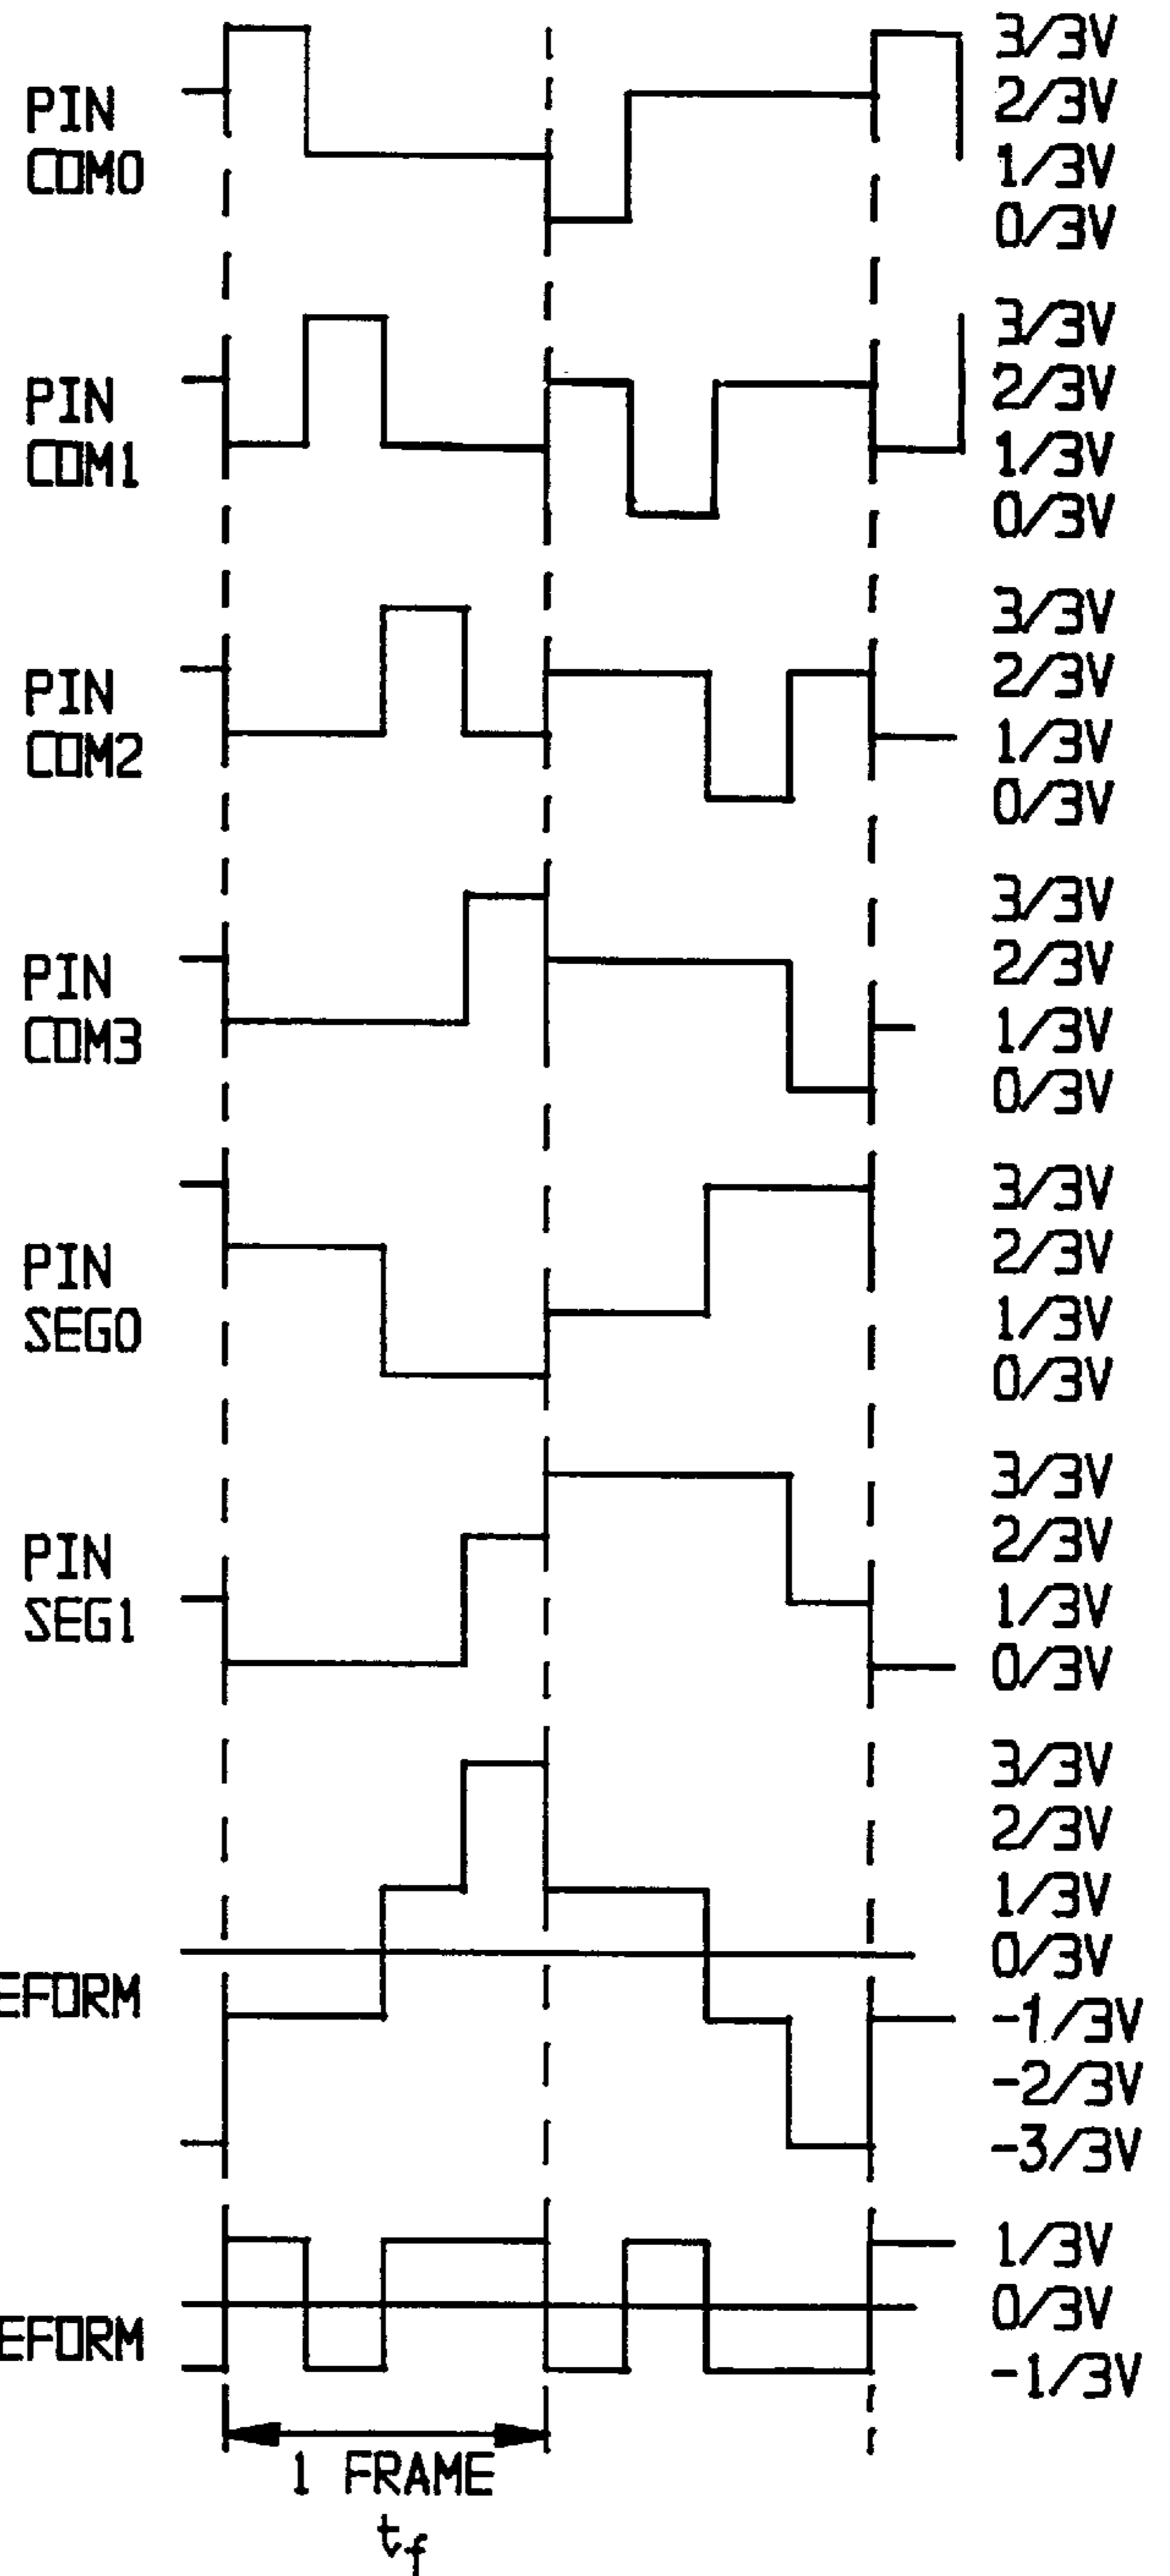 PIN
COM0
3/3V
2/3V
1/3V
0/3V
PIN
COM1
3/3V
2/3V
1/3V
0/3V
PIN
COM2
3/3V
2/3V
1/3V
0/3V
PIN
COM3
3/3V
2/3V
1/3V
0/3V
PIN
SEG0
3/3V
2/3V
1/3V
0/3V
PIN
SEG1
3/3V
2/3V
1/3V
0/3V
EFORM
3/3V
2/3V
1/3V
0/3V
-1/3V
-2/3V
-3/3V
EFORM
1/3V
0/3V
-1/3V
1 FRAME
tf